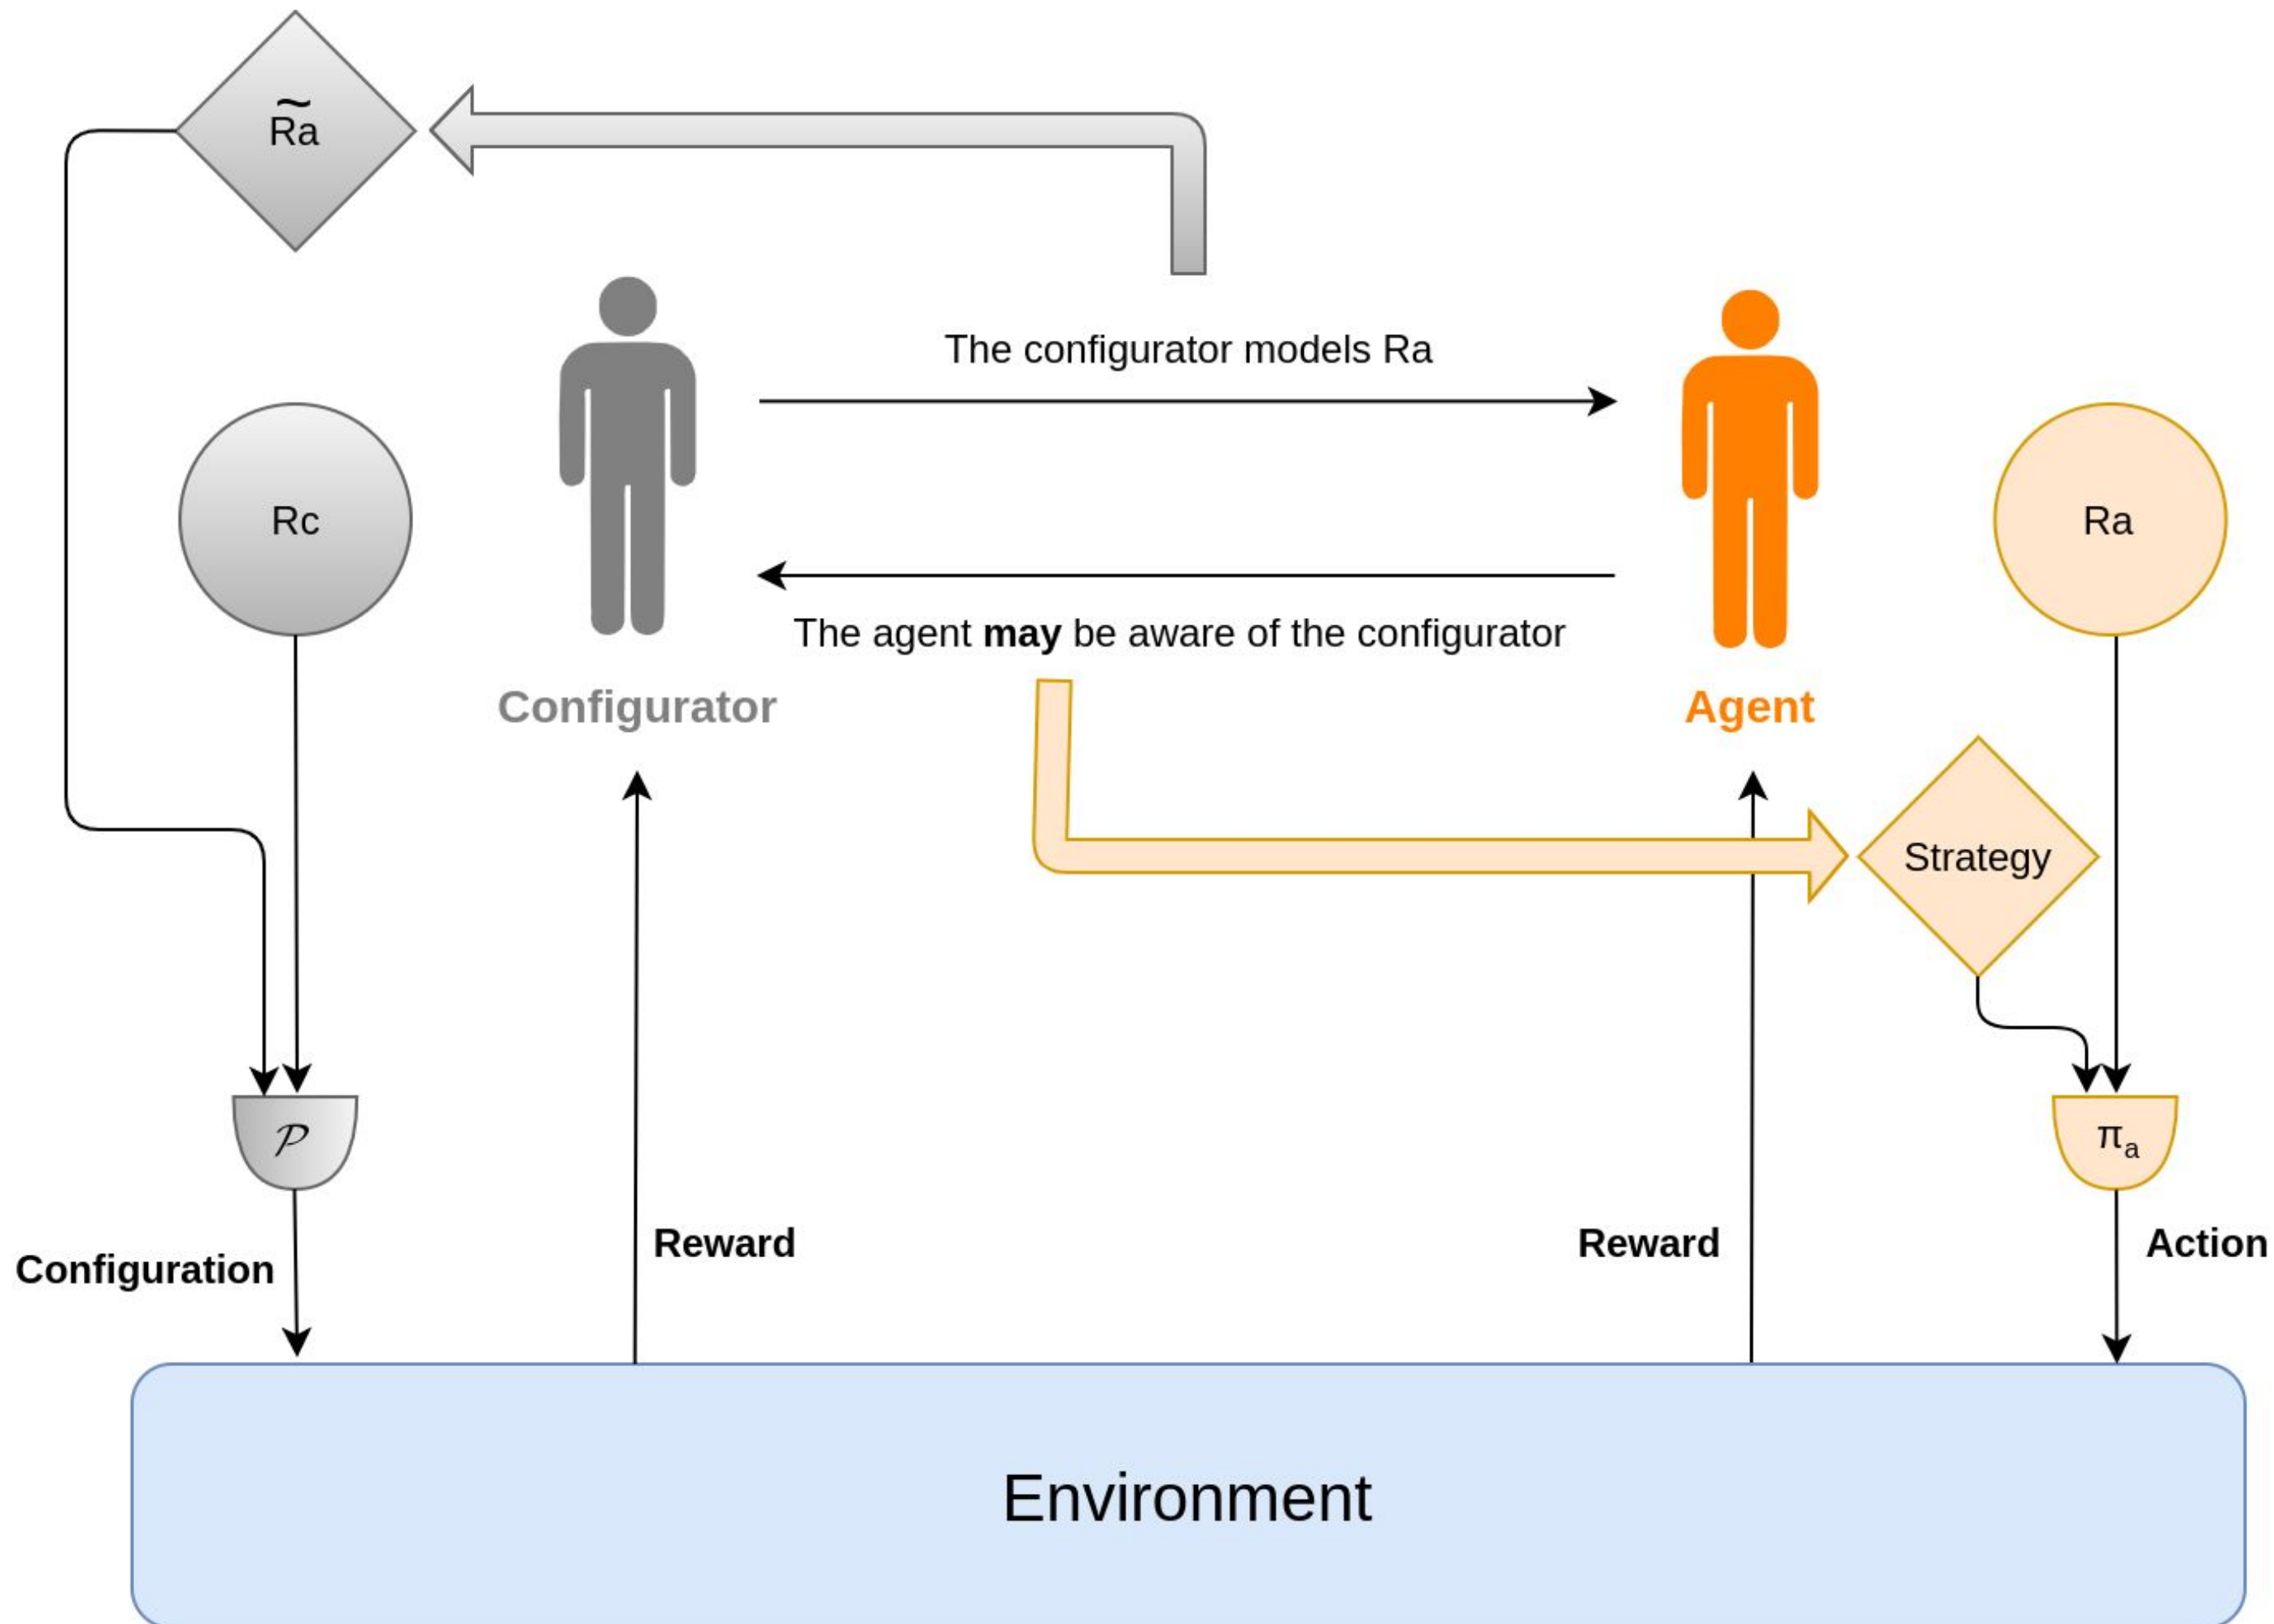 ~
Ra
The configurator models Ra
Rc
Ra
The agent may be aware of the configurator
Configurator
Agent
Strategy
𝒫
πa
Reward
Reward
Action
Configuration
Environment